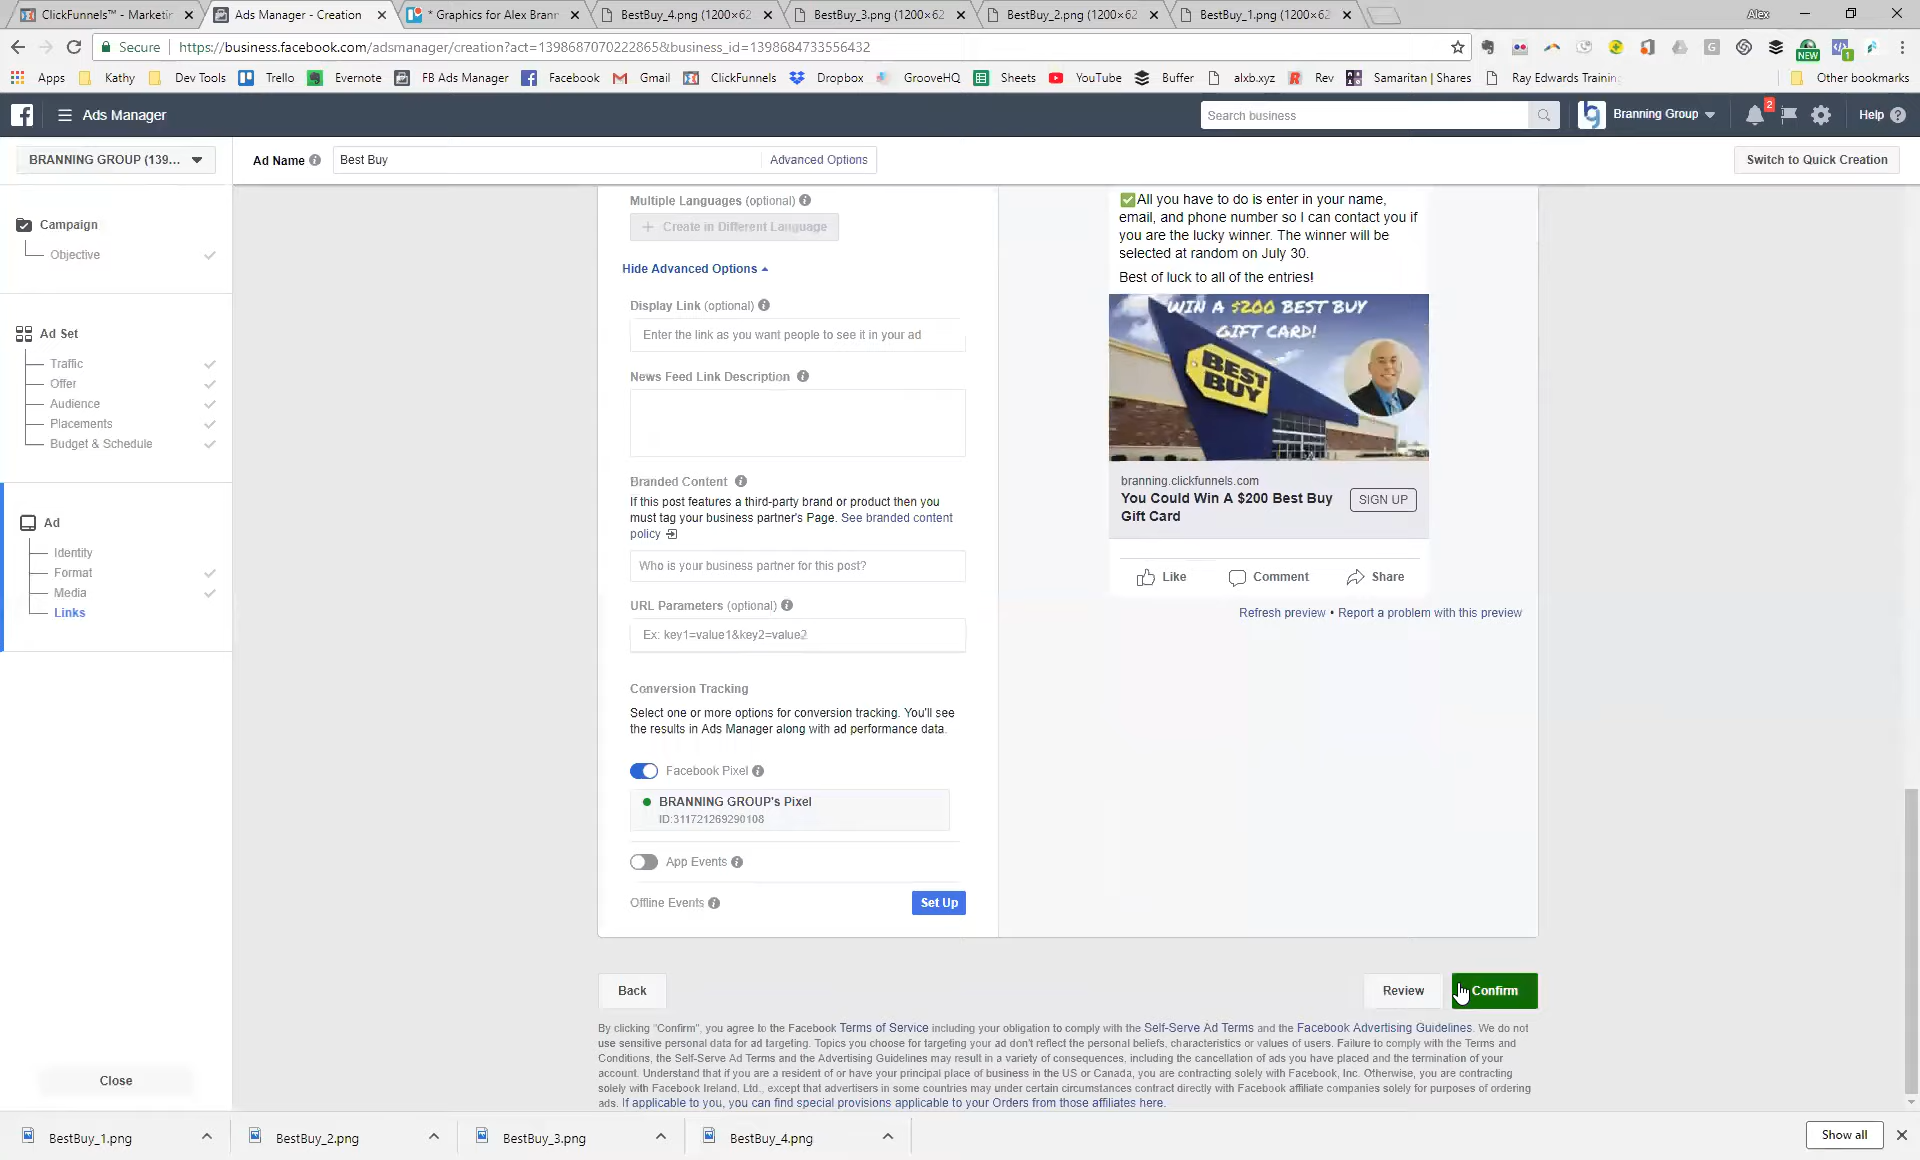 ClickFunnels™ - Marketin
Ads Manager - Creation
* Graphics for Alex Brann
BestBuy_4.png (1200×62
BestBuy_3.png (1200×62
BestBuy_2.png (1200×62
BestBuy_1.png (1200×62
Alex
Secure
https://business.facebook.com/adsmanager/creation?act=1398687070222865&business_id=1398684733556432
NEW
1
Apps
Kathy
Dev Tools
Trello
Evernote
FB Ads Manager
Facebook
Gmail
ClickFunnels
Dropbox
GrooveHQ
Sheets
YouTube
Buffer
alxb.xyz
Rev
Samaritan | Shares
Ray Edwards Trainin
Other bookmarks
Ads Manager
Search business
Branning Group
2
Help
BRANNING GROUP (139...
Ad Name
Best Buy
Advanced Options
Switch to Quick Creation
Campaign
Objective
Ad Set
Traffic
Offer
Audience
Placements
Budget & Schedule
Ad
Identity
Format
Media
Links
Close
Multiple Languages (optional)
+ Create in Different Language
Hide Advanced Options
Display Link (optional)
Enter the link as you want people to see it in your ad
News Feed Link Description
Branded Content
If this post features a third-party brand or product then you
must tag your business partner's Page. See branded content
policy
Who is your business partner for this post?
URL Parameters (optional)
Ex: key1=value1&key2=value2
Conversion Tracking
Select one or more options for conversion tracking. You'll see
the results in Ads Manager along with ad performance data.
Facebook Pixel
BRANNING GROUP's Pixel
ID:311721269290108
App Events
Offline Events
Set Up
✅All you have to do is enter in your name,
email, and phone number so I can contact you if
you are the lucky winner. The winner will be
selected at random on July 30.
Best of luck to all of the entries!
WIN A $200 BEST BUY
GIFT CARD!
BEST
BUY
branning.clickfunnels.com
You Could Win A $200 Best Buy
Gift Card
SIGN UP
Like
Comment
Share
Refresh preview • Report a problem with this preview
Back
Review
Confirm
By clicking "Confirm", you agree to the Facebook Terms of Service including your obligation to comply with the Self-Serve Ad Terms and the Facebook Advertising Guidelines. We do not
use sensitive personal data for ad targeting. Topics you choose for targeting your ad don't reflect the personal beliefs, characteristics or values of users. Failure to comply with the Terms and
Conditions, the Self-Serve Ad Terms and the Advertising Guidelines may result in a variety of consequences, including the cancellation of ads you have placed and the termination of your
account. Understand that if you are a resident of or have your principal place of business in the US or Canada, you are contracting solely with Facebook, Inc. Otherwise, you are contracting
solely with Facebook Ireland, Ltd., except that advertisers in some countries may under certain circumstances contract directly with Facebook affiliate companies solely for purposes of ordering
ads. If applicable to you, you can find special provisions applicable to your Orders from those affiliates here.
BestBuy_1.png
BestBuy_2.png
BestBuy_3.png
BestBuy_4.png
Show all